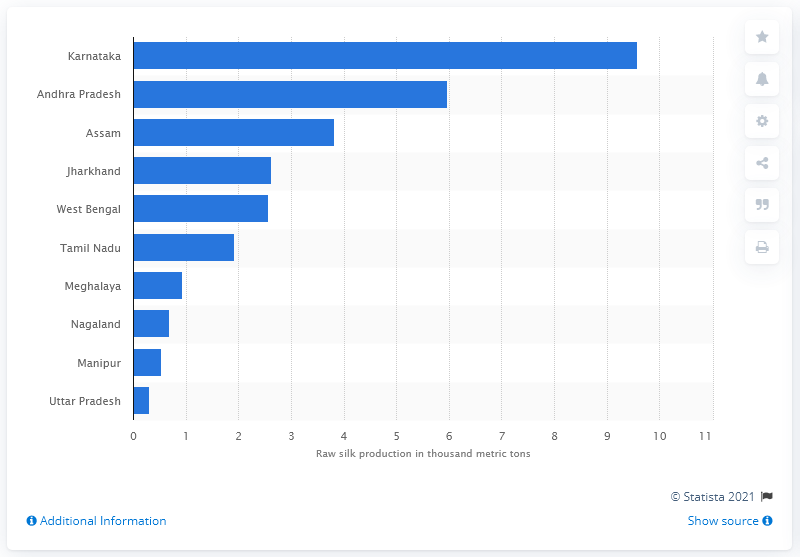 Karnataka
Andhra Pradesh
Assam
Jharkhand
West Bengal
Tamil Nadu
Meghalaya
Nagaland
Manipur
Uttar Pradesh
0 1 2 3 4 5 6 7 8 9 10 11
Raw silk production in thousand metric tons
© Statista 2021
Additional Information
Show source